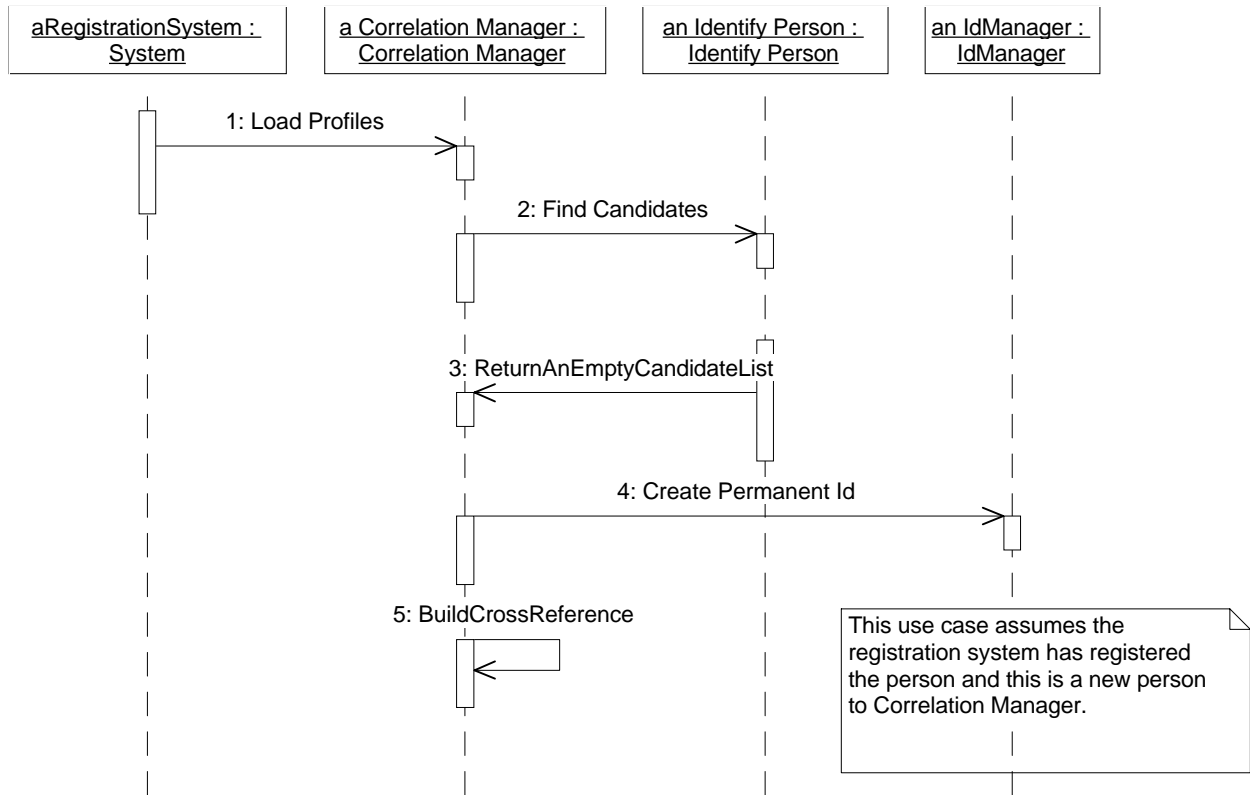 aRegistrationSystem :
System
a Correlation Manager :
Correlation Manager
an Identify Person :
Identify Person
an IdManager :
IdManager
1: Load Profiles
2: Find Candidates
3: ReturnAnEmptyCandidateList
4: Create Permanent Id
5: BuildCrossReference
This use case assumes the
registration system has registered
the person and this is a new person
to Correlation Manager.